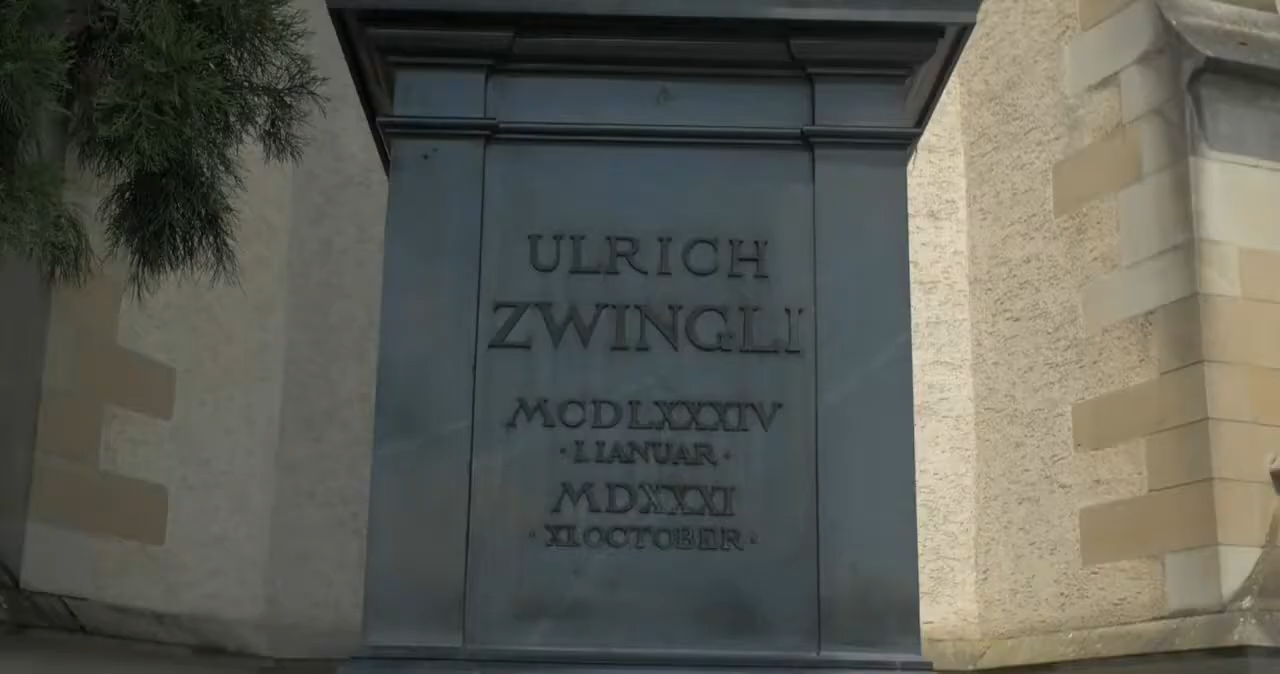 ULRICH
ZWINGLI
MCDLXXXIV
· I. IANUAR ·
MDXXXI
· XI. OCTOBER ·